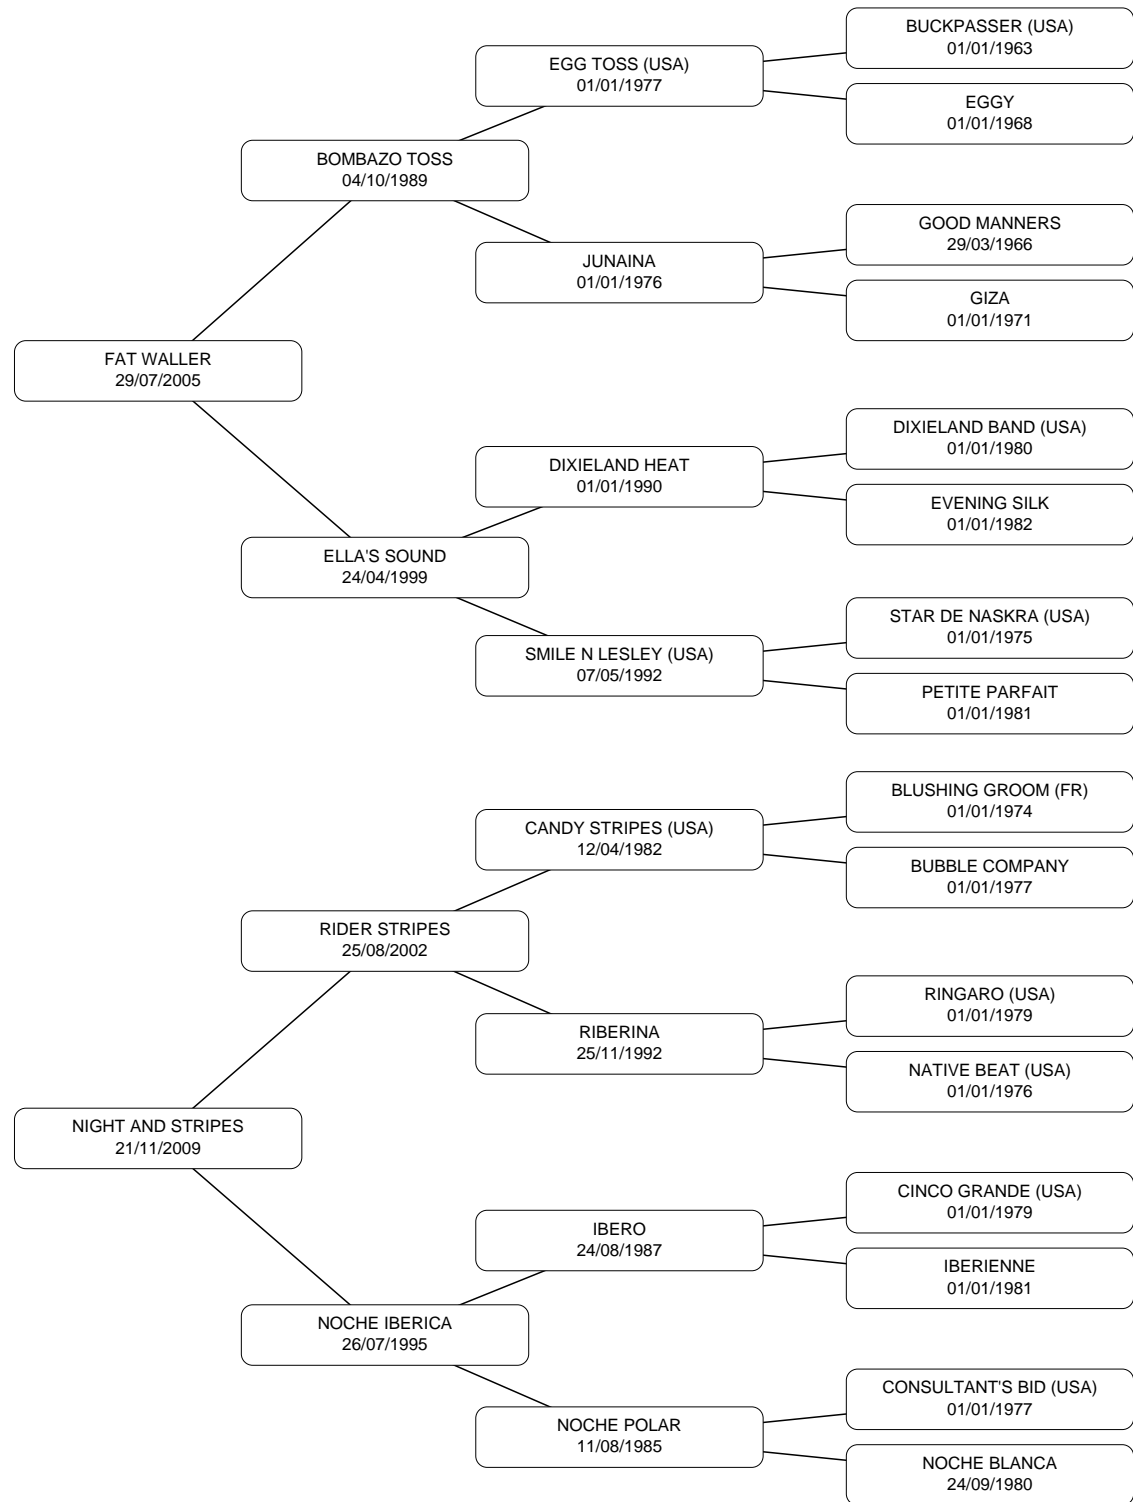 BUCKPASSER (USA)
01/01/1963
EGG TOSS (USA)
01/01/1977
EGGY
01/01/1968
BOMBAZO TOSS
04/10/1989
GOOD MANNERS
29/03/1966
JUNAINA
01/01/1976
GIZA
01/01/1971
FAT WALLER
29/07/2005
DIXIELAND BAND (USA)
01/01/1980
DIXIELAND HEAT
01/01/1990
EVENING SILK
01/01/1982
ELLA'S SOUND
24/04/1999
STAR DE NASKRA (USA)
01/01/1975
SMILE N LESLEY (USA)
07/05/1992
PETITE PARFAIT
01/01/1981
BLUSHING GROOM (FR)
01/01/1974
CANDY STRIPES (USA)
12/04/1982
BUBBLE COMPANY
01/01/1977
RIDER STRIPES
25/08/2002
RINGARO (USA)
01/01/1979
RIBERINA
25/11/1992
NATIVE BEAT (USA)
01/01/1976
NIGHT AND STRIPES
21/11/2009
CINCO GRANDE (USA)
01/01/1979
IBERO
24/08/1987
IBERIENNE
01/01/1981
NOCHE IBERICA
26/07/1995
CONSULTANT'S BID (USA)
01/01/1977
NOCHE POLAR
11/08/1985
NOCHE BLANCA
24/09/1980